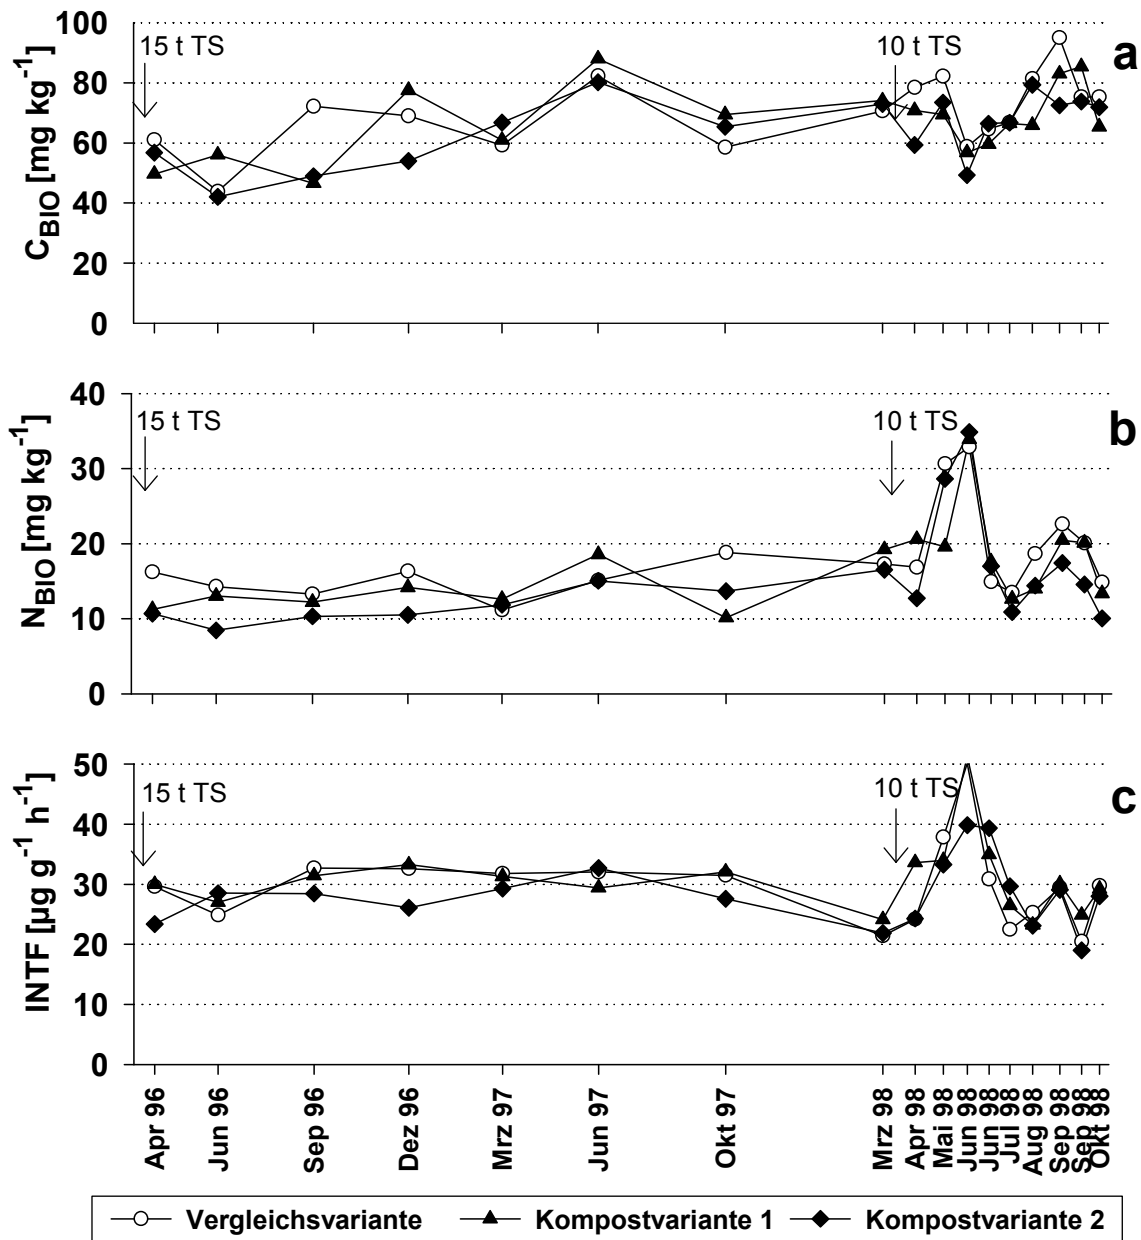 100
80
60
40
20
0
C_BIO [mg kg⁻¹]
15 t TS
10 t TS
a
40
30
20
10
0
N_BIO [mg kg⁻¹]
15 t TS
10 t TS
b
50
40
30
20
10
0
INTF [µg g⁻¹ h⁻¹]
15 t TS
10 t TS
c
Apr 96
Jun 96
Sep 96
Dez 96
Mrz 97
Jun 97
Okt 97
Mrz 98
Apr 98
Mai 98
Jun 98
Jun 98
Jul 98
Aug 98
Sep 98
Sep 98
Okt 98
Vergleichsvariante Kompostvariante 1 Kompostvariante 2